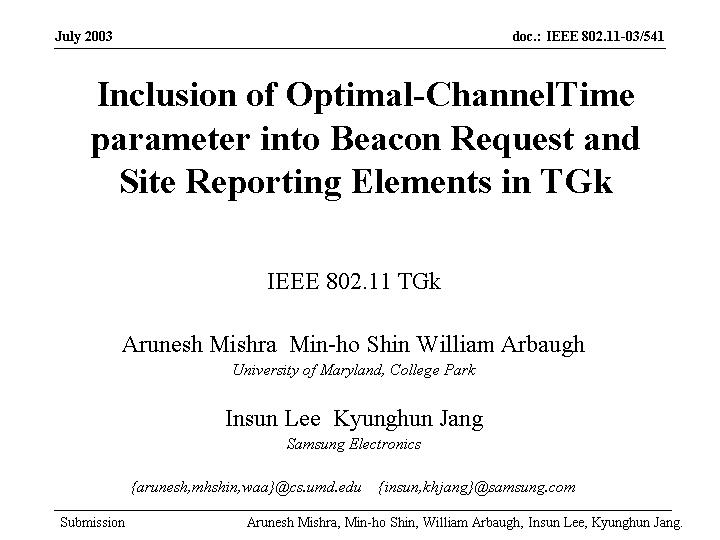 July 2003 doc.: IEEE 802.11-03/541
Inclusion of Optimal-ChannelTime
parameter into Beacon Request and
Site Reporting Elements in TGk
IEEE 802.11 TGk
Arunesh Mishra Min-ho Shin William Arbaugh
University of Maryland, College Park
Insun Lee Kyunghun Jang
Samsung Electronics
{arunesh,mhshin,waa}@cs.umd.edu {insun,khjang}@samsung.com
Submission Arunesh Mishra, Min-ho Shin, William Arbaugh, Insun Lee, Kyunghun Jang.